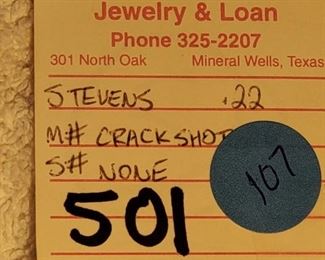 Jewelry & Loan
Phone 325-2207
301 North Oak Mineral Wells, Texas
STEVENS .22
M# CRACKSHOT
S# NONE
501
107